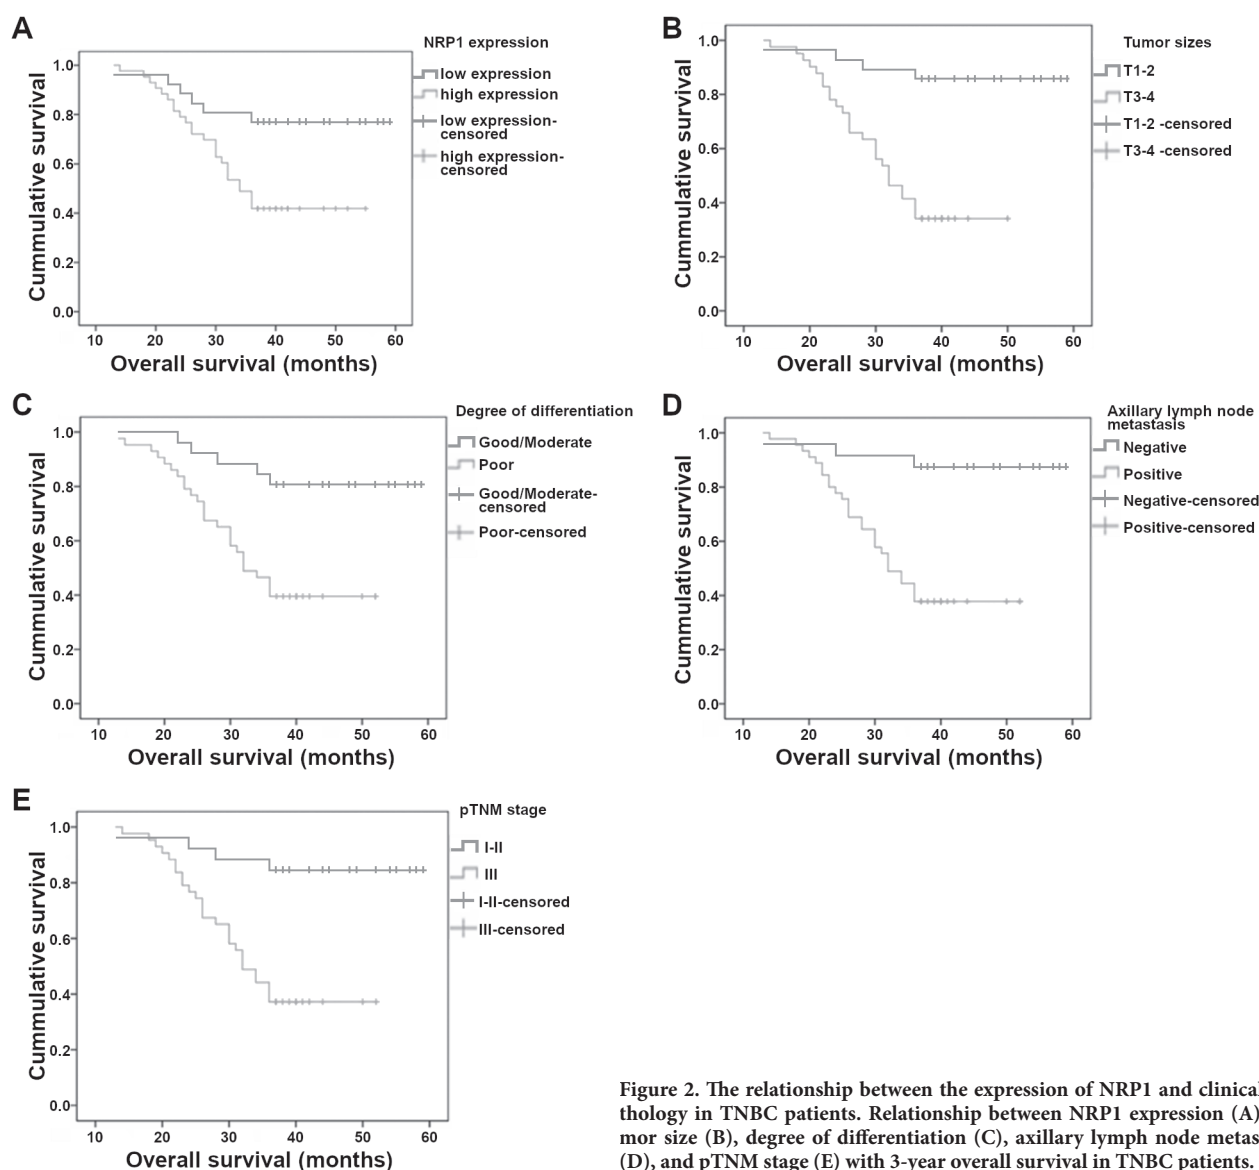 A
NRP1 expression
low expression
high expression
low expression-
censored
high expression-
censored
Cummulative survival
1.0
0.8
0.6
0.4
0.2
0.0
10 20 30 40 50 60
Overall survival (months)
B
Tumor sizes
T1-2
T3-4
T1-2 -censored
T3-4 -censored
Cummulative survival
1.0
0.8
0.6
0.4
0.2
0.0
10 20 30 40 50 60
Overall survival (months)
C
Degree of differentiation
Good/Moderate
Poor
Good/Moderate-
censored
Poor-censored
Cummulative survival
1.0
0.8
0.6
0.4
0.2
0.0
10 20 30 40 50 60
Overall survival (months)
D
Axillary lymph node
metastasis
Negative
Positive
Negative-censored
Positive-censored
Cummulative survival
1.0
0.8
0.6
0.4
0.2
0.0
10 20 30 40 50 60
Overall survival (months)
E
pTNM stage
I-II
III
I-II-censored
III-censored
Cummulative survival
1.0
0.8
0.6
0.4
0.2
0.0
10 20 30 40 50 60
Overall survival (months)
Figure 2. The relationship between the expression of NRP1 and clinical
thology in TNBC patients. Relationship between NRP1 expression (A),
mor size (B), degree of differentiation (C), axillary lymph node metas
(D), and pTNM stage (E) with 3-year overall survival in TNBC patients.